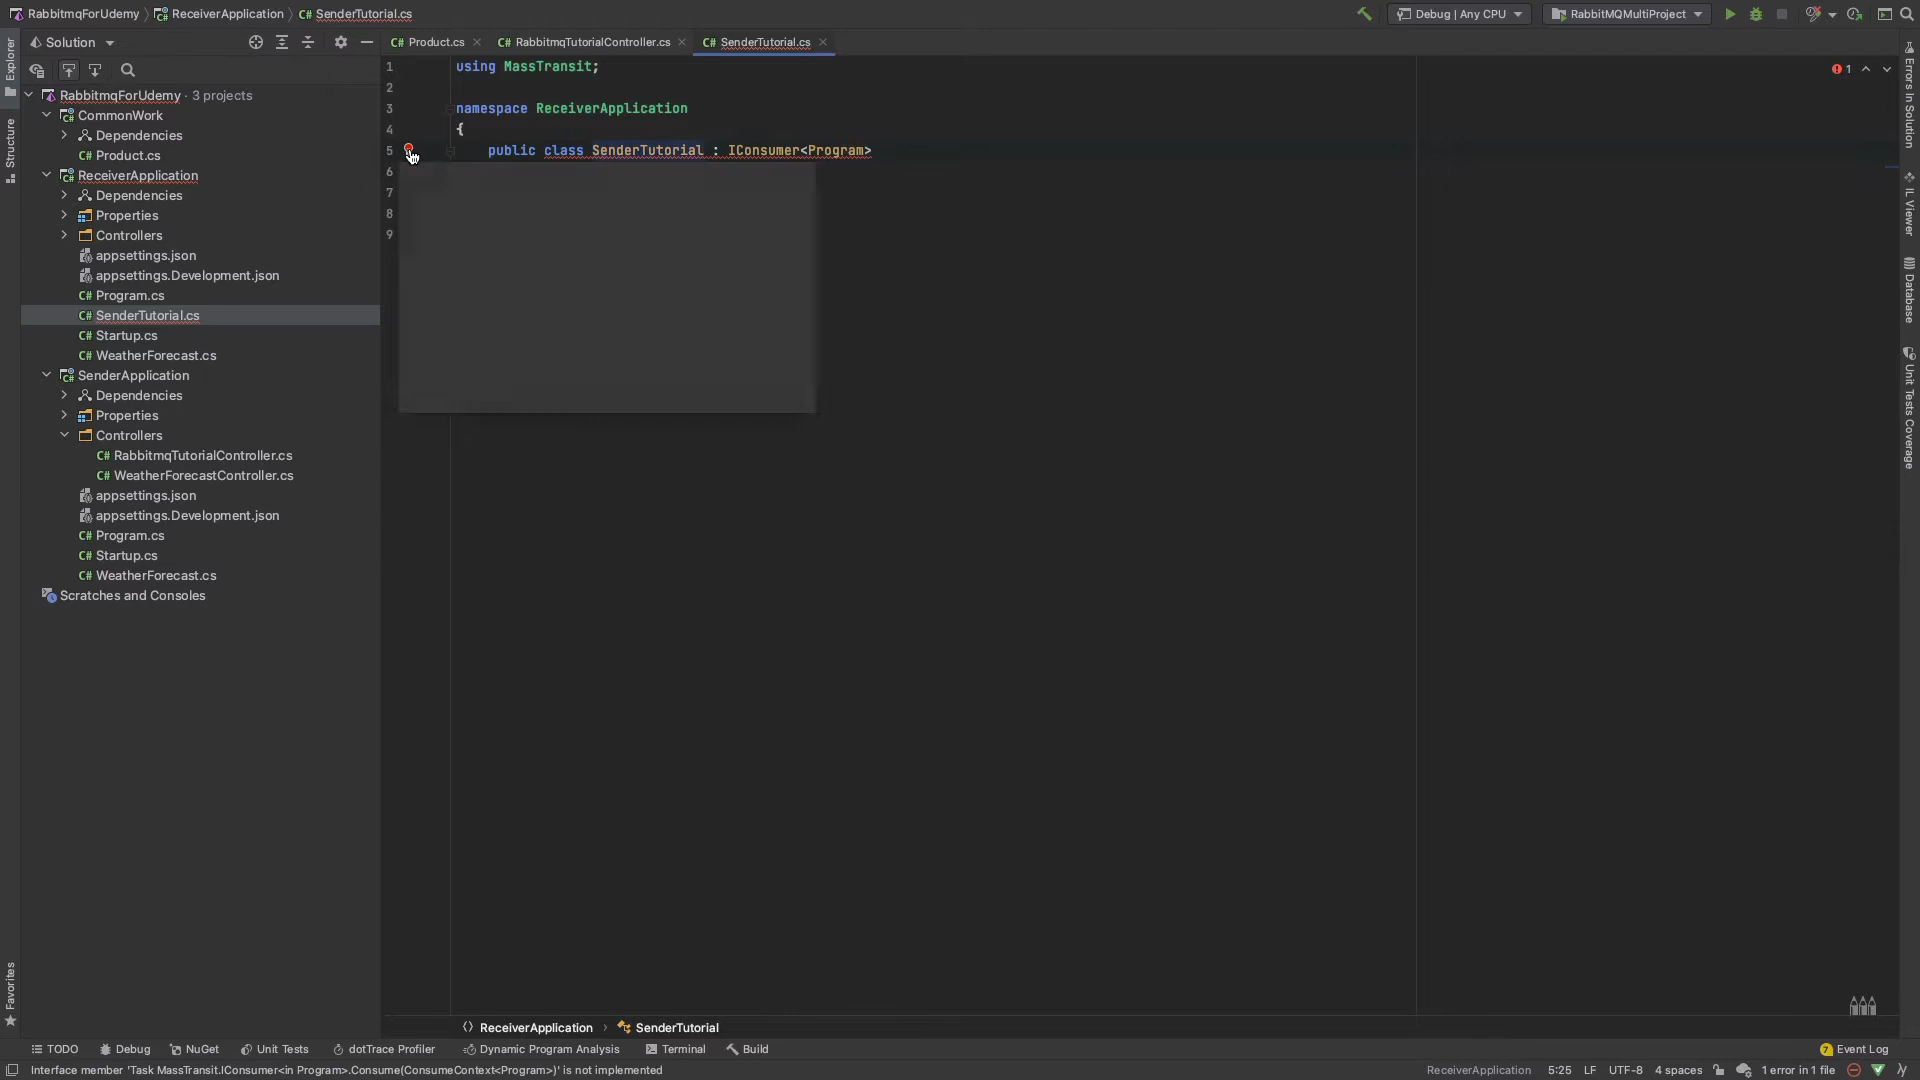 RabbitmqForUdemy ReceiverApplication C# SenderTutorial.cs Debug | Any CPU RabbitMQMultiProject
Solution
C# Product.cs C# RabbitmqTutorialController.cs C# SenderTutorial.cs
RabbitmqForUdemy · 3 projects
CommonWork
Dependencies
C# Product.cs
ReceiverApplication
Dependencies
Properties
Controllers
appsettings.json
appsettings.Development.json
C# Program.cs
C# SenderTutorial.cs
C# Startup.cs
C# WeatherForecast.cs
SenderApplication
Dependencies
Properties
Controllers
C# RabbitmqTutorialController.cs
C# WeatherForecastController.cs
appsettings.json
appsettings.Development.json
C# Program.cs
C# Startup.cs
C# WeatherForecast.cs
Scratches and Consoles
1 using MassTransit;
2
3 namespace ReceiverApplication
4 {
5 public class SenderTutorial : IConsumer<Program>
6
7
8
9
1
Explorer
Structure
Favorites
Errors In Solution
IL Viewer
Database
Unit Tests Coverage
ReceiverApplication SenderTutorial
TODO Debug NuGet Unit Tests dotTrace Profiler Dynamic Program Analysis Terminal Build 7 Event Log
Interface member 'Task MassTransit.IConsumer<in Program>.Consume(ConsumeContext<Program>)' is not implemented ReceiverApplication 5:25 LF UTF-8 4 spaces 1 error in 1 file